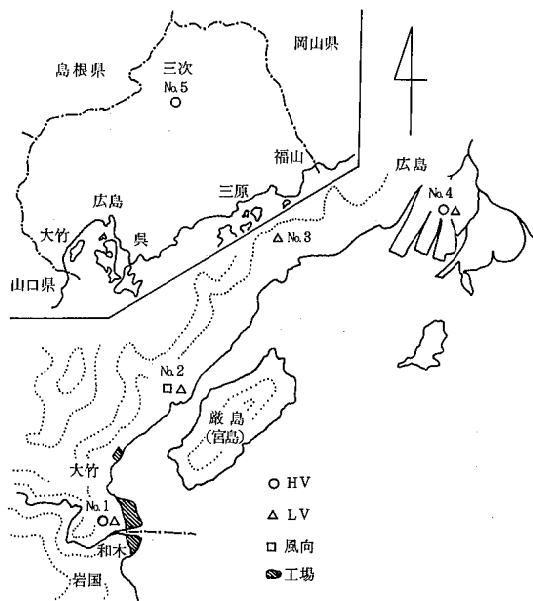 岡山県
島根県
三次
No.5
福山
広島
三原
広島
No.4
大竹
呉
No.3
山口県
No.2
厳島
(宮島)
大竹
No.1
和木
岩国
HV
LV
風向
工場